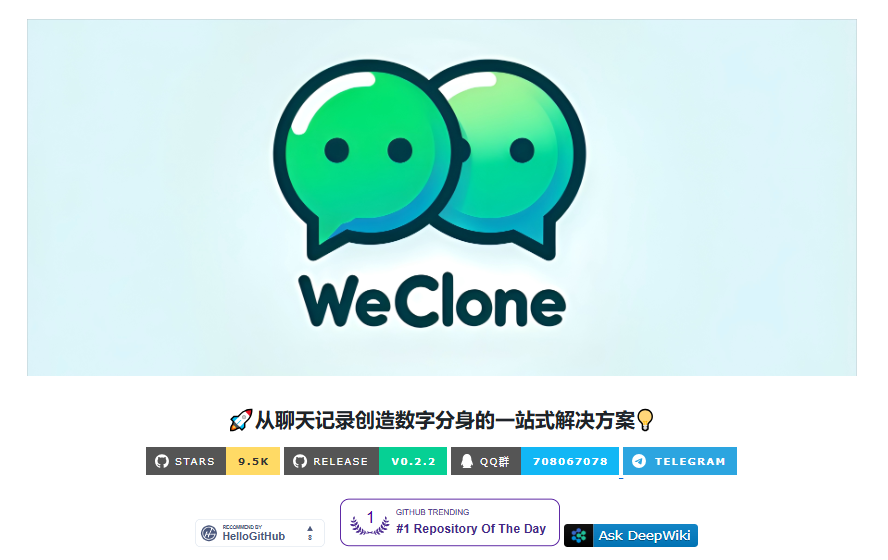 WeClone
🚀从聊天记录创造数字分身的一站式解决方案💡
STARS 9.5K RELEASE V0.2.2 QQ群 708067078 TELEGRAM
RECOMMEND BY
HelloGitHub 8
1 GITHUB TRENDING
#1 Repository Of The Day
Ask DeepWiki